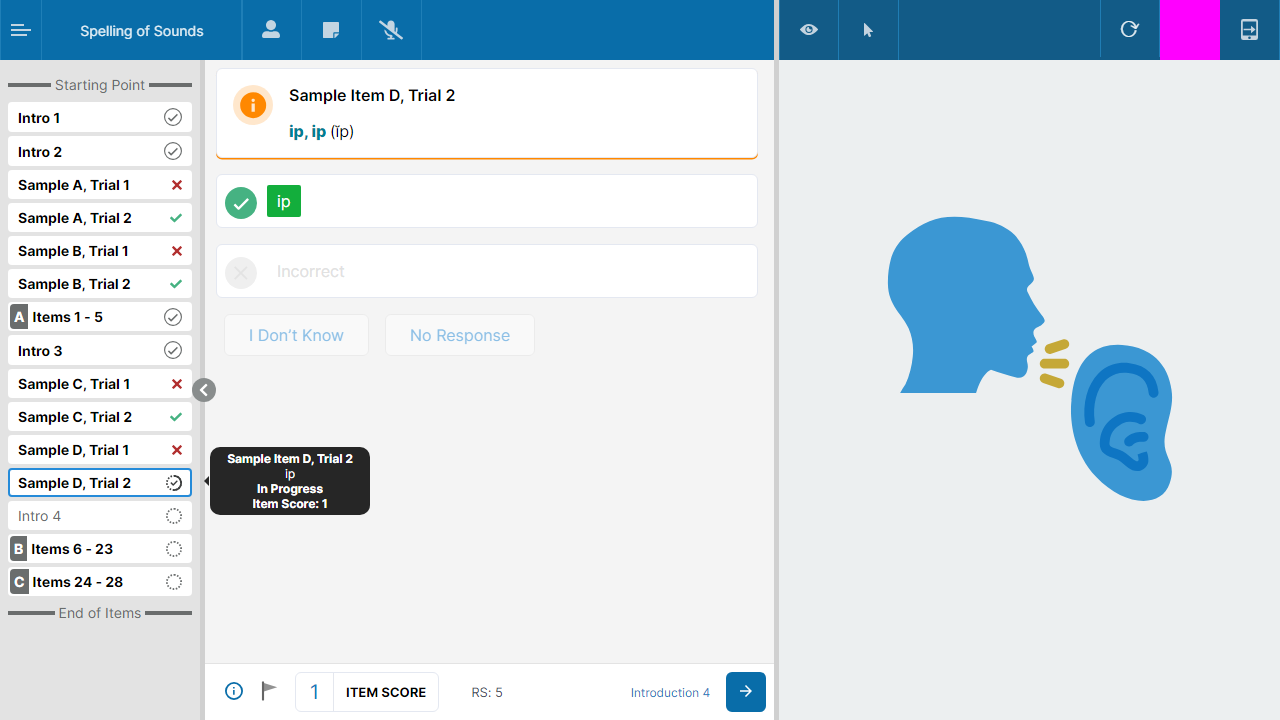 Spelling of Sounds
Starting Point
Intro 1
Intro 2
Sample A, Trial 1
Sample A, Trial 2
Sample B, Trial 1
Sample B, Trial 2
A Items 1 - 5
Intro 3
Sample C, Trial 1
Sample C, Trial 2
Sample D, Trial 1
Sample D, Trial 2
Intro 4
B Items 6 - 23
C Items 24 - 28
End of Items
Sample Item D, Trial 2
ip, ip (ĭp)
ip
Incorrect
I Don’t Know
No Response
Sample Item D, Trial 2
ip
In Progress
Item Score: 1
1 ITEM SCORE
RS: 5
Introduction 4